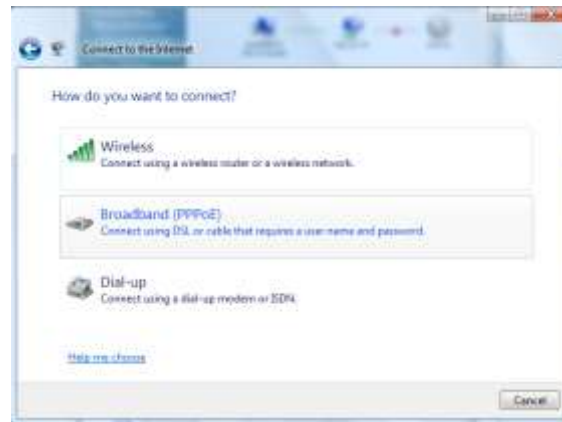 Connect to the Internet
How do you want to connect?
Wireless
Connect using a wireless router or a wireless network.
Broadband (PPPoE)
Connect using DSL or cable that requires a user name and password.
Dial-up
Connect using a dial-up modem or ISDN.
Help me choose
Cancel